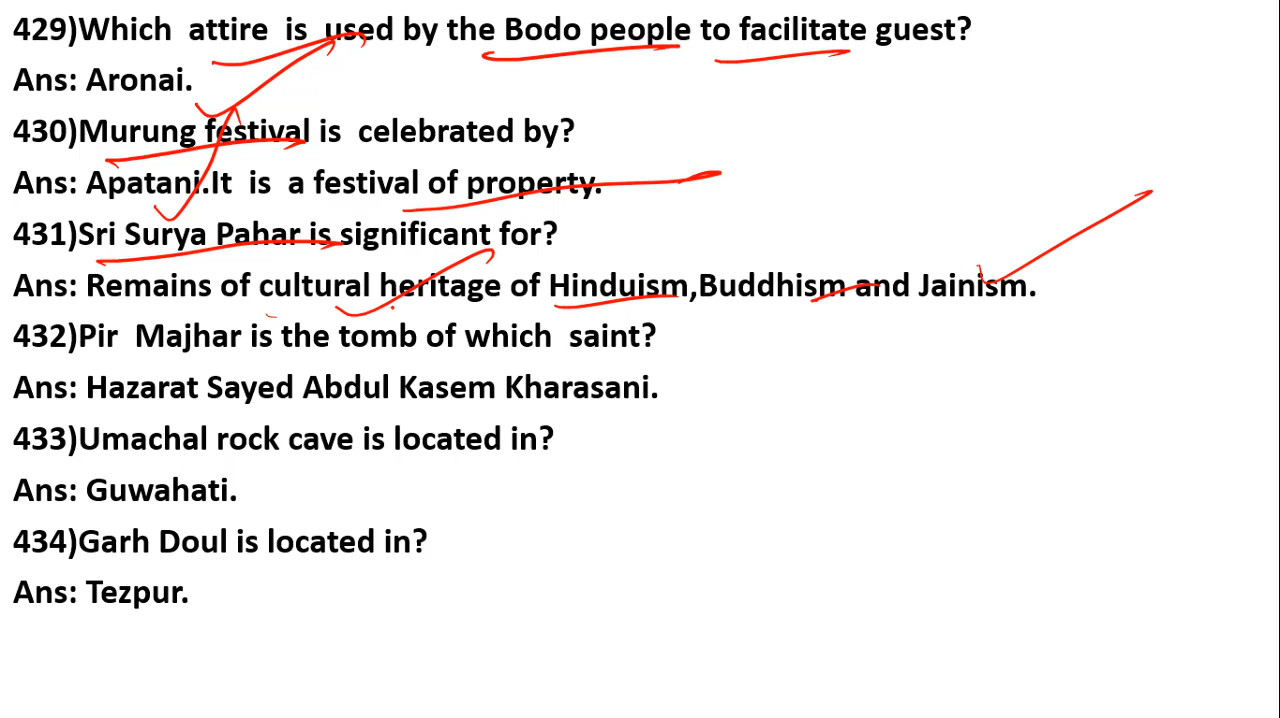 429)Which attire is used by the Bodo people to facilitate guest?
Ans: Aronai.
430)Murung festival is celebrated by?
Ans: Apatani.It is a festival of property.
431)Sri Surya Pahar is significant for?
Ans: Remains of cultural heritage of Hinduism,Buddhism and Jainism.
432)Pir Majhar is the tomb of which saint?
Ans: Hazarat Sayed Abdul Kasem Kharasani.
433)Umachal rock cave is located in?
Ans: Guwahati.
434)Garh Doul is located in?
Ans: Tezpur.